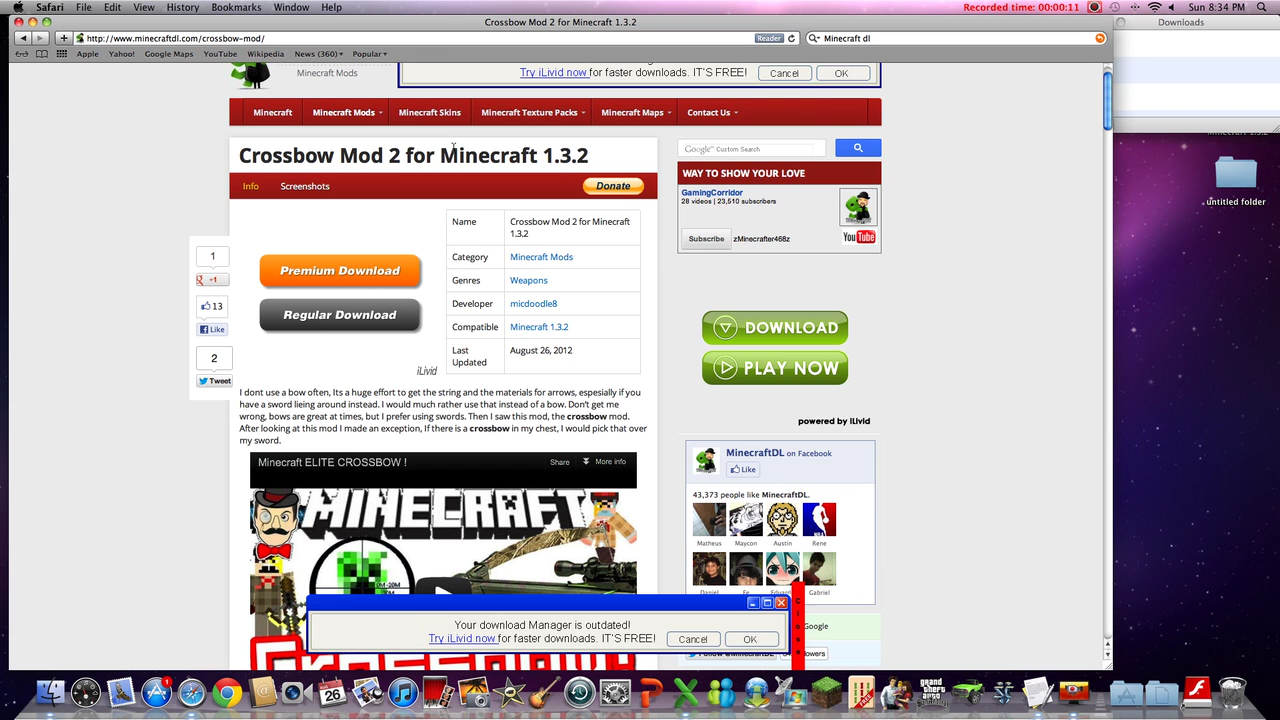 Safari File Edit View History Bookmarks Window Help
Recorded time: 00:00:11
Sun 8:34 PM
Crossbow Mod 2 for Minecraft 1.3.2
Downloads
http://www.minecraftdl.com/crossbow-mod/
Reader
Minecraft dl
Apple Yahoo! Google Maps YouTube Wikipedia News (360) Popular
Minecraft Mods
Try iLivid now for faster downloads. IT'S FREE!
Cancel OK
Minecraft Minecraft Mods Minecraft Skins Minecraft Texture Packs Minecraft Maps Contact Us
Crossbow Mod 2 for Minecraft 1.3.2
Info Screenshots
Donate
Premium Download
Regular Download
iLivid
Name Crossbow Mod 2 for Minecraft
1.3.2
Category Minecraft Mods
Genres Weapons
Developer micdoodle8
Compatible Minecraft 1.3.2
Last August 26, 2012
Updated
1
+1
13
Like
2
Tweet
I dont use a bow often, Its a huge effort to get the string and the materials for arrows, espesially if you
have a sword lieing around instead. I would much rather use that instead of a bow. Don't get me
wrong, bows are great at times, but I prefer using swords. Then I saw this mod, the crossbow mod.
After looking at this mod I made an exception, If there is a crossbow in my chest, I would pick that over
my sword.
Minecraft ELITE CROSSBOW !
Share More info
MINECRAFT
Your download Manager is outdated!
Try iLivid now for faster downloads. IT'S FREE!
Cancel OK
Google Custom Search
WAY TO SHOW YOUR LOVE
GamingCorridor
28 videos | 23,510 subscribers
Subscribe zMinecrafter468z
YouTube
DOWNLOAD
PLAY NOW
powered by iLivid
MinecraftDL on Facebook
Like
43,373 people like MinecraftDL.
Matheus Maycon Austin Rene
Daniel Gabriel
Google
untitled folder
26
1